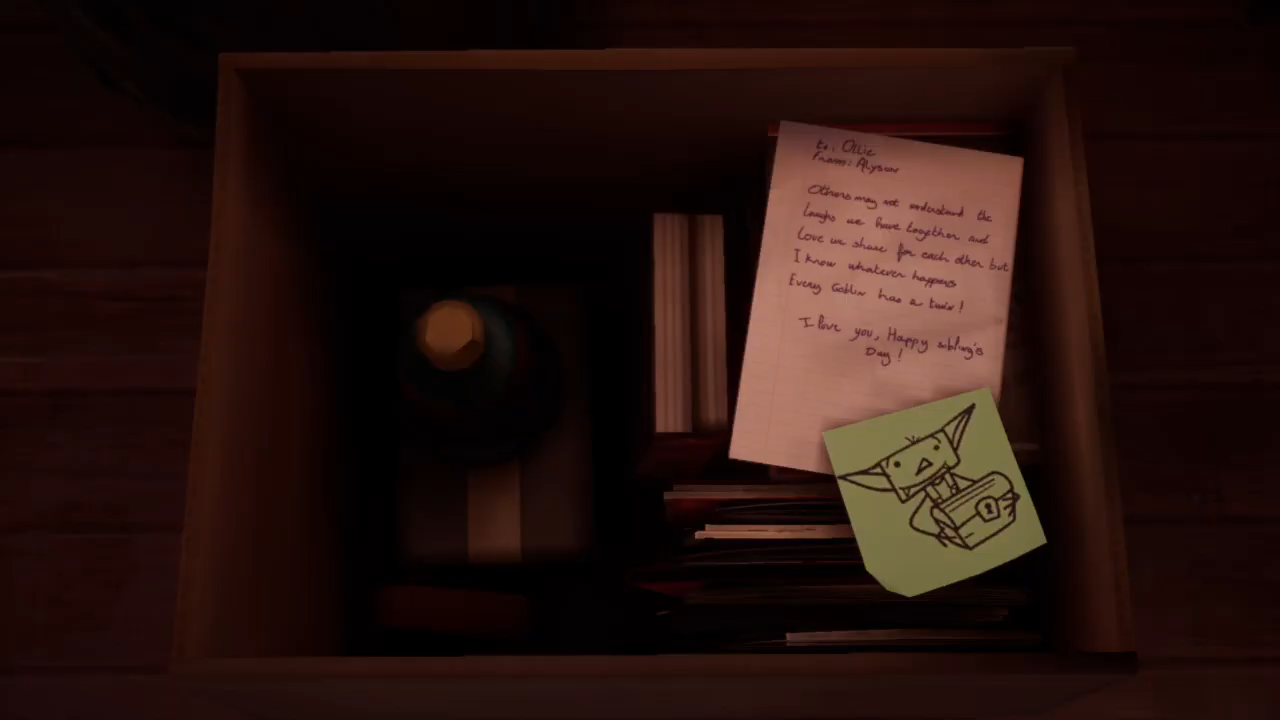 to: Ollie
From: Alyson
Others may not understand the
laughs we have together and
love we share for each other but
I know whatever happens
Every Goblin has a twin!
I love you, Happy sibling's
Day!